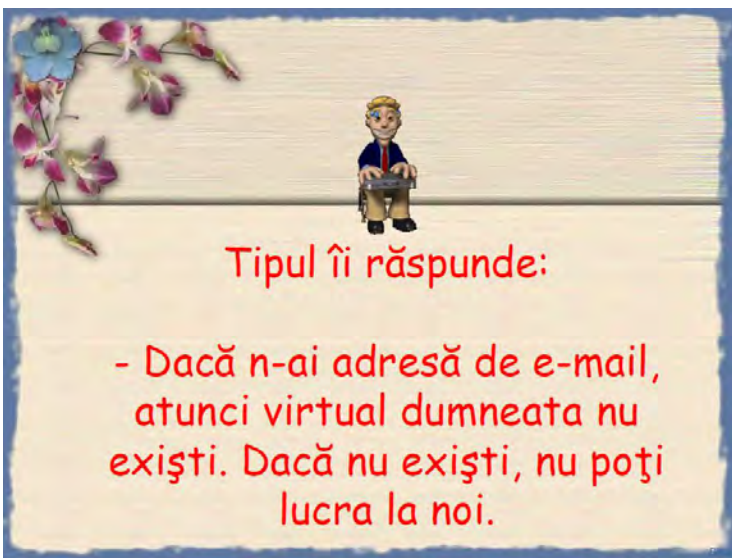 Tipul îi răspunde:
- Dacă n-ai adresă de e-mail,
atunci virtual dumneata nu
exişti. Dacă nu exişti, nu poţi
lucra la noi.